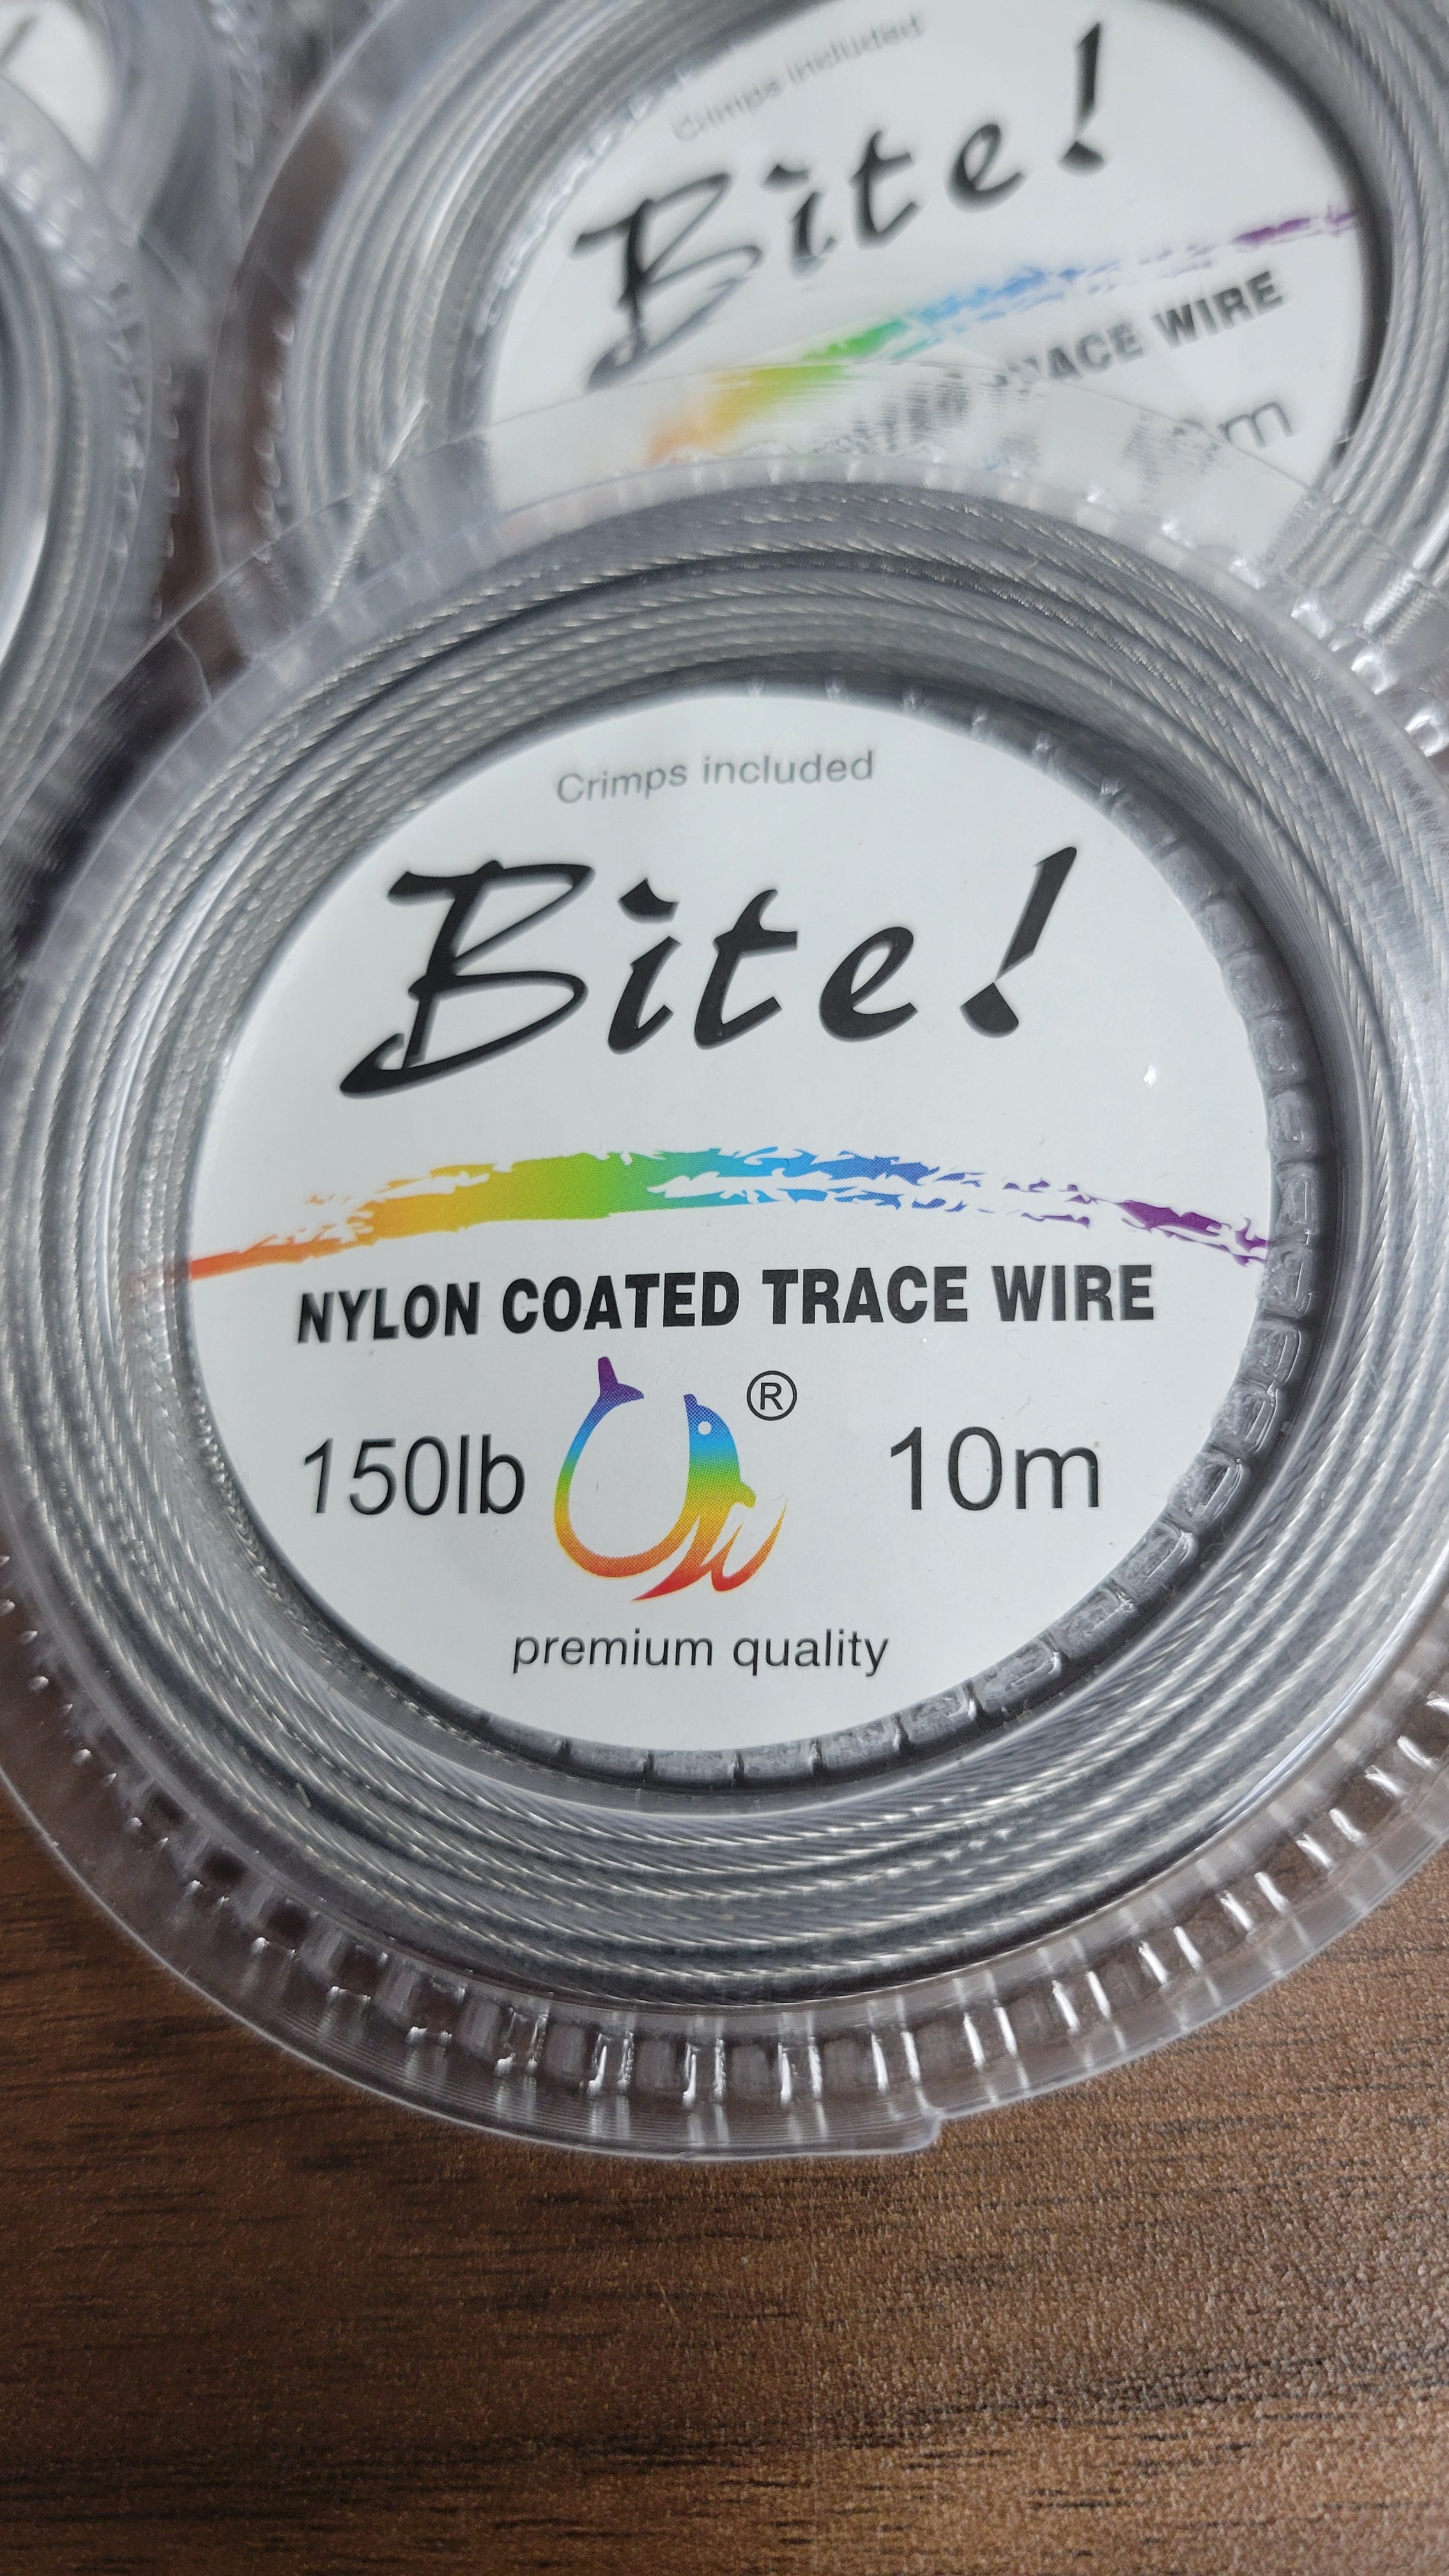 Crimps included
Bite!
TRACE WIRE
Crimps included
Bite!
NYLON COATED TRACE WIRE
150lb ® 10m
premium quality